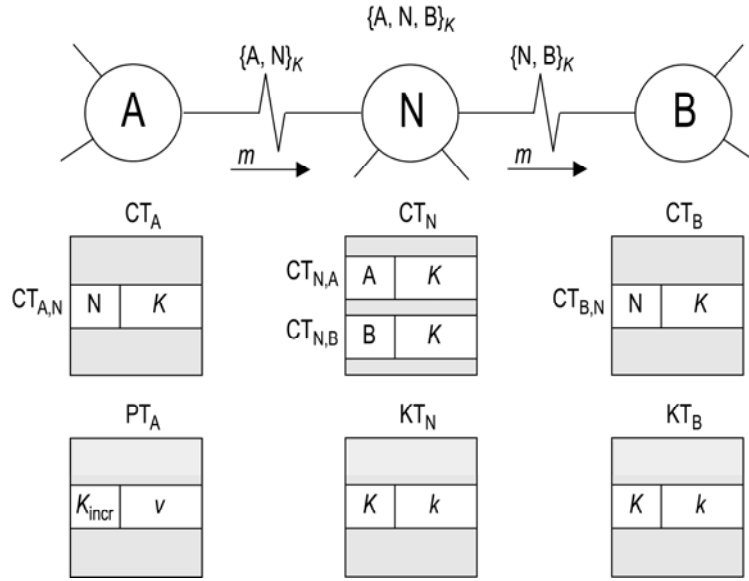 {A, N, B}K
{A, N}K {N, B}K
A N B
m m
CTA CTN CTB
CTA,N N K CTN,A A K CTB,N N K
CTN,B B K
PTA KTN KTB
Kincr v K k K k